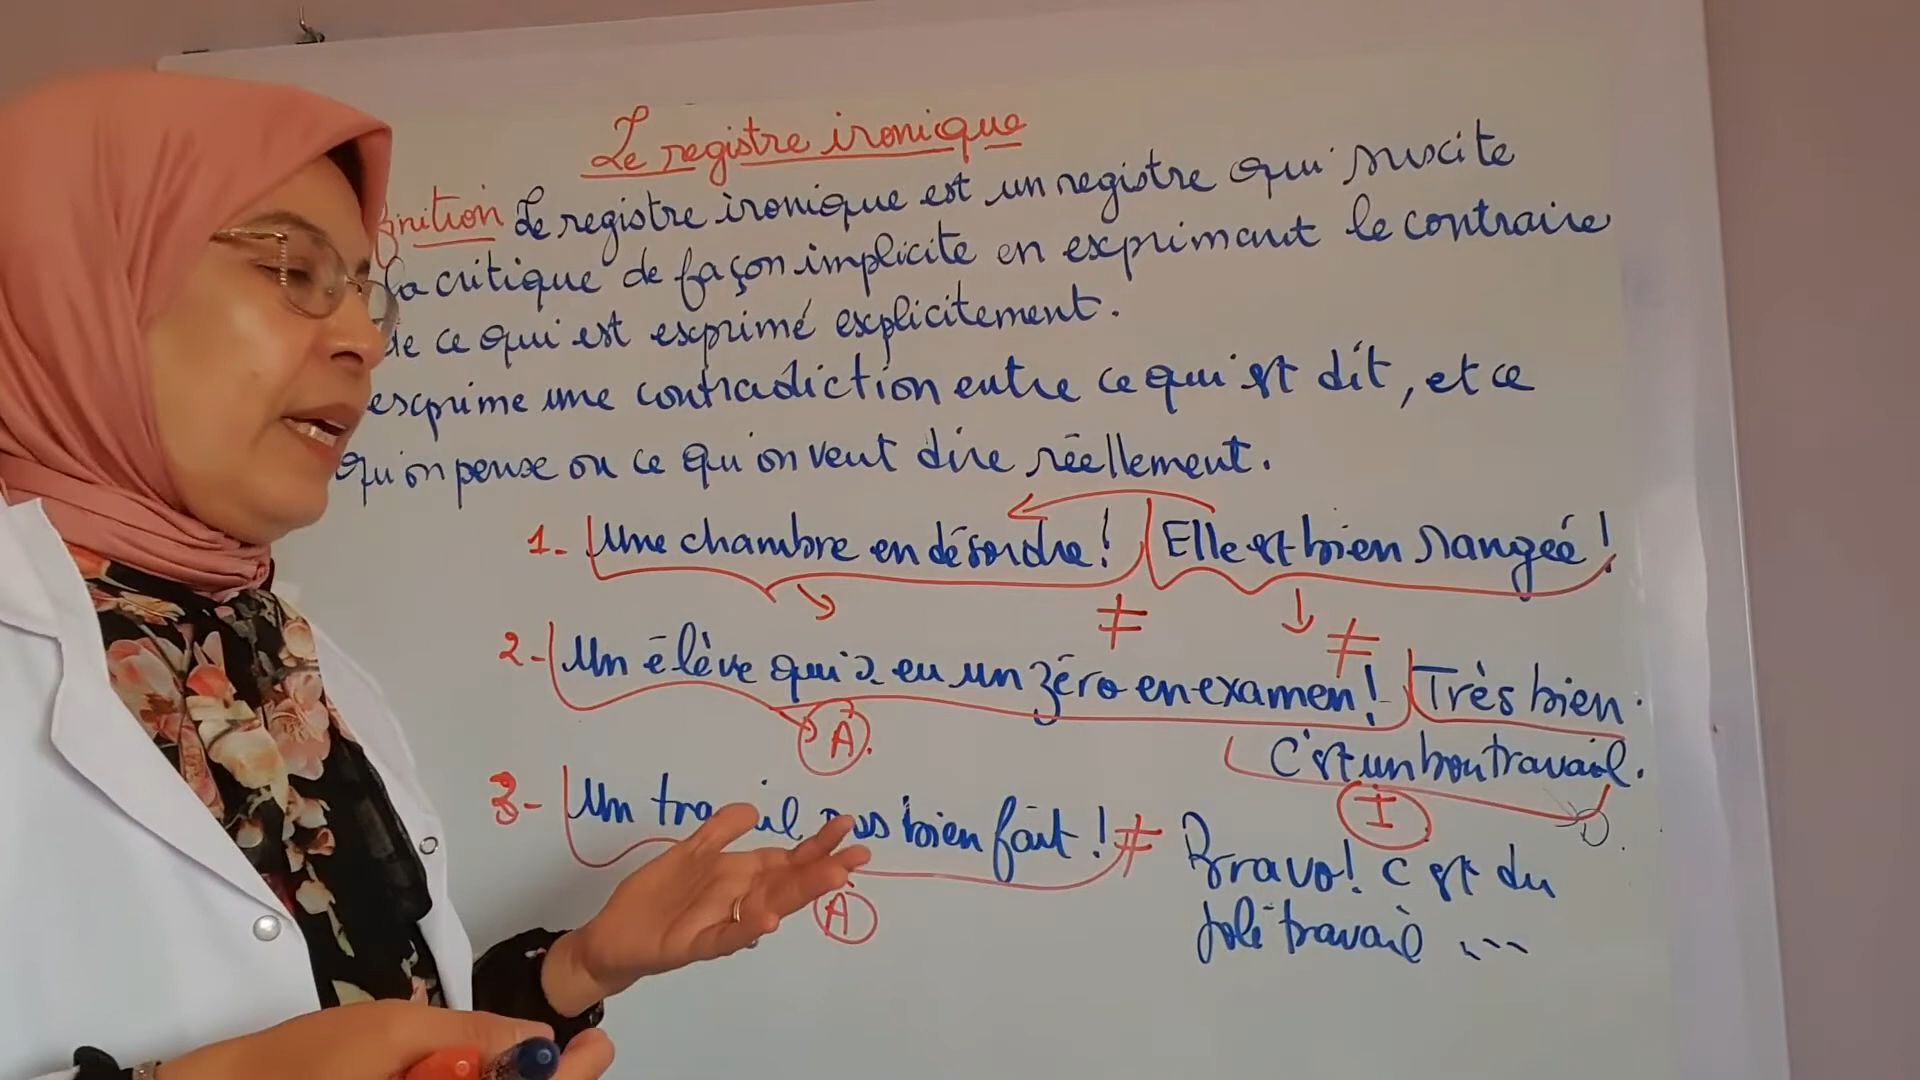 Le registre ironique
finition Le registre ironique est un registre qui suscite
la critique de façon implicite en exprimant le contraire
de ce qui est exprimé explicitement.
exprime une contradiction entre ce qui est dit, et ce
qu'on pense ou ce qu'on veut dire réellement.
1- Une chambre en désordre! Elle est bien rangée!
≠
≠
2- Un élève qui a eu un zéro en examen! Très bien.
A.
C'est un bon travail.
I
3- Un travail pas bien fait! ≠ Bravo! C'est du
joli travail ...
A